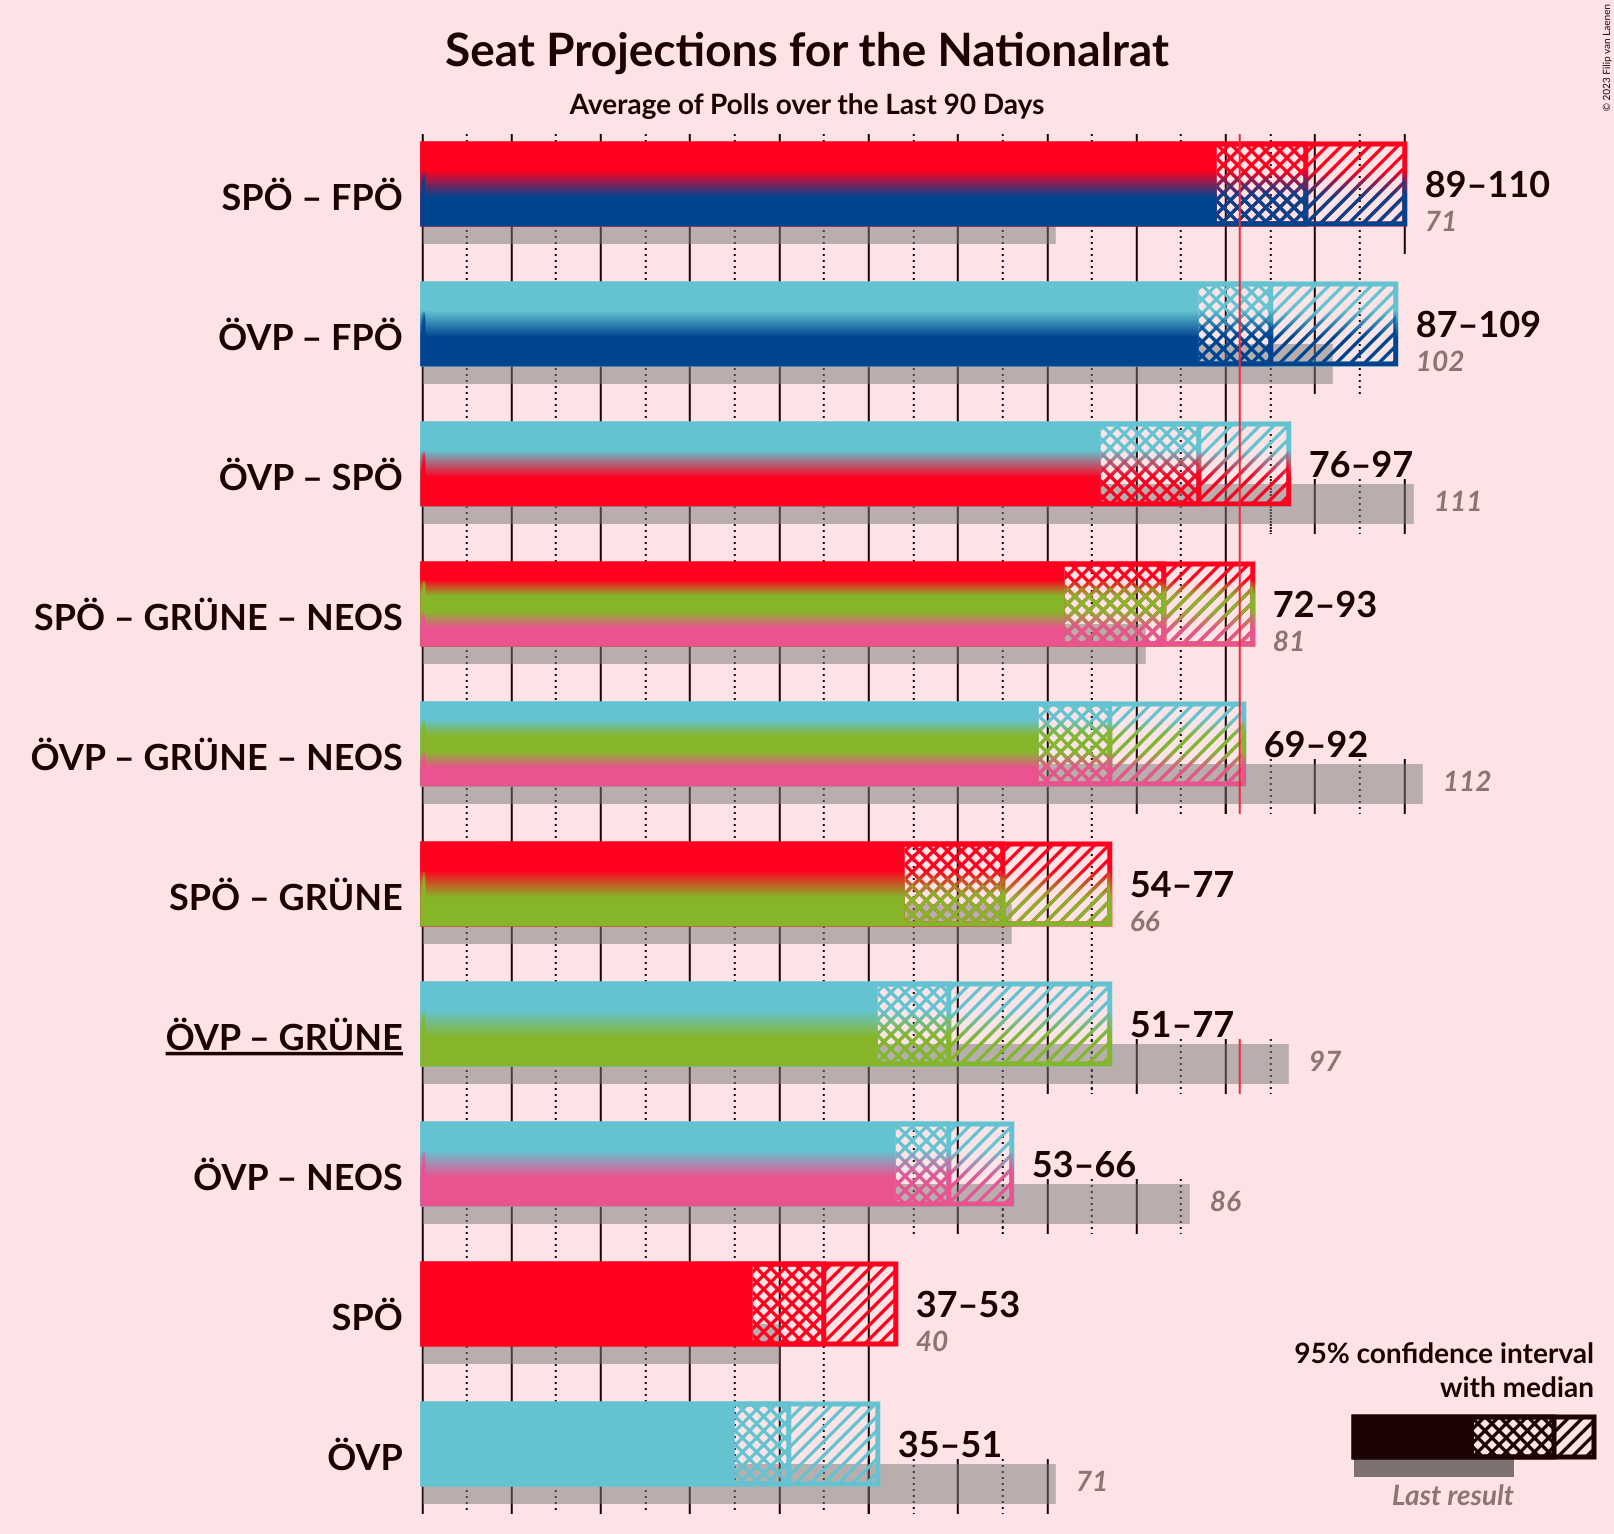 Seat Projections for the Nationalrat
Average of Polls over the Last 90 Days
© 2023 Filip van Laenen
SPÖ – FPÖ
89–110
71
ÖVP – FPÖ
87–109
102
ÖVP – SPÖ
76–97
111
SPÖ – GRÜNE – NEOS
72–93
81
ÖVP – GRÜNE – NEOS
69–92
112
SPÖ – GRÜNE
54–77
66
ÖVP – GRÜNE
51–77
97
ÖVP – NEOS
53–66
86
SPÖ
37–53
40
ÖVP
35–51
71
95% confidence interval
with median
Last result